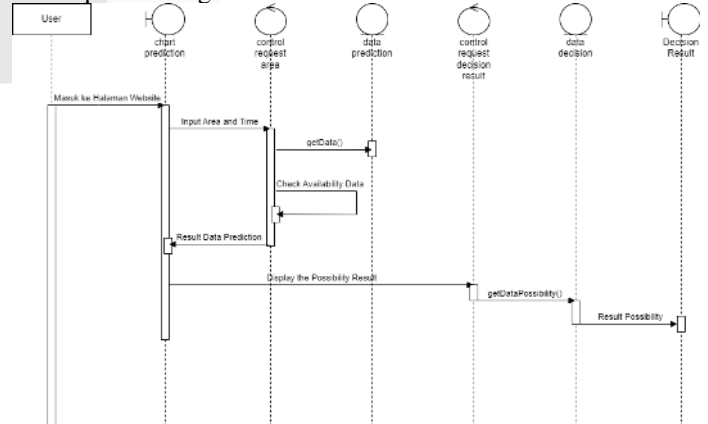 User
chart
prediction
control
request
area
data
prediction
control
request
decision
result
data
decision
Decision
Result
Masuk ke Halaman Website
Input Area and Time
getData()
Check Availability Data
Result Data Prediction
Display the Possibility Result
getDataPossibility()
Result Possibility